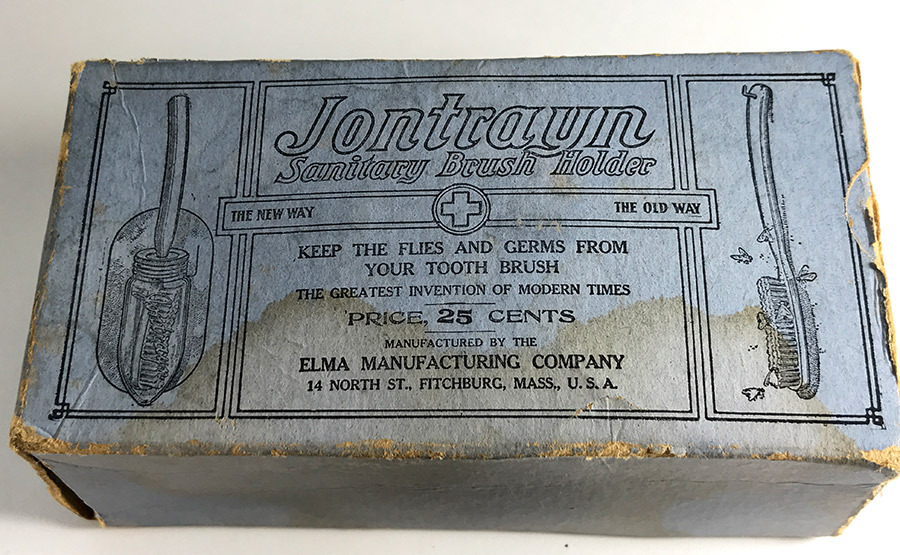 Jontrayn
Sanitary Brush Holder
THE NEW WAY
THE OLD WAY
KEEP THE FLIES AND GERMS FROM
YOUR TOOTH BRUSH
THE GREATEST INVENTION OF MODERN TIMES
PRICE, 25 CENTS
MANUFACTURED BY THE
ELMA MANUFACTURING COMPANY
14 NORTH ST., FITCHBURG, MASS., U. S. A.